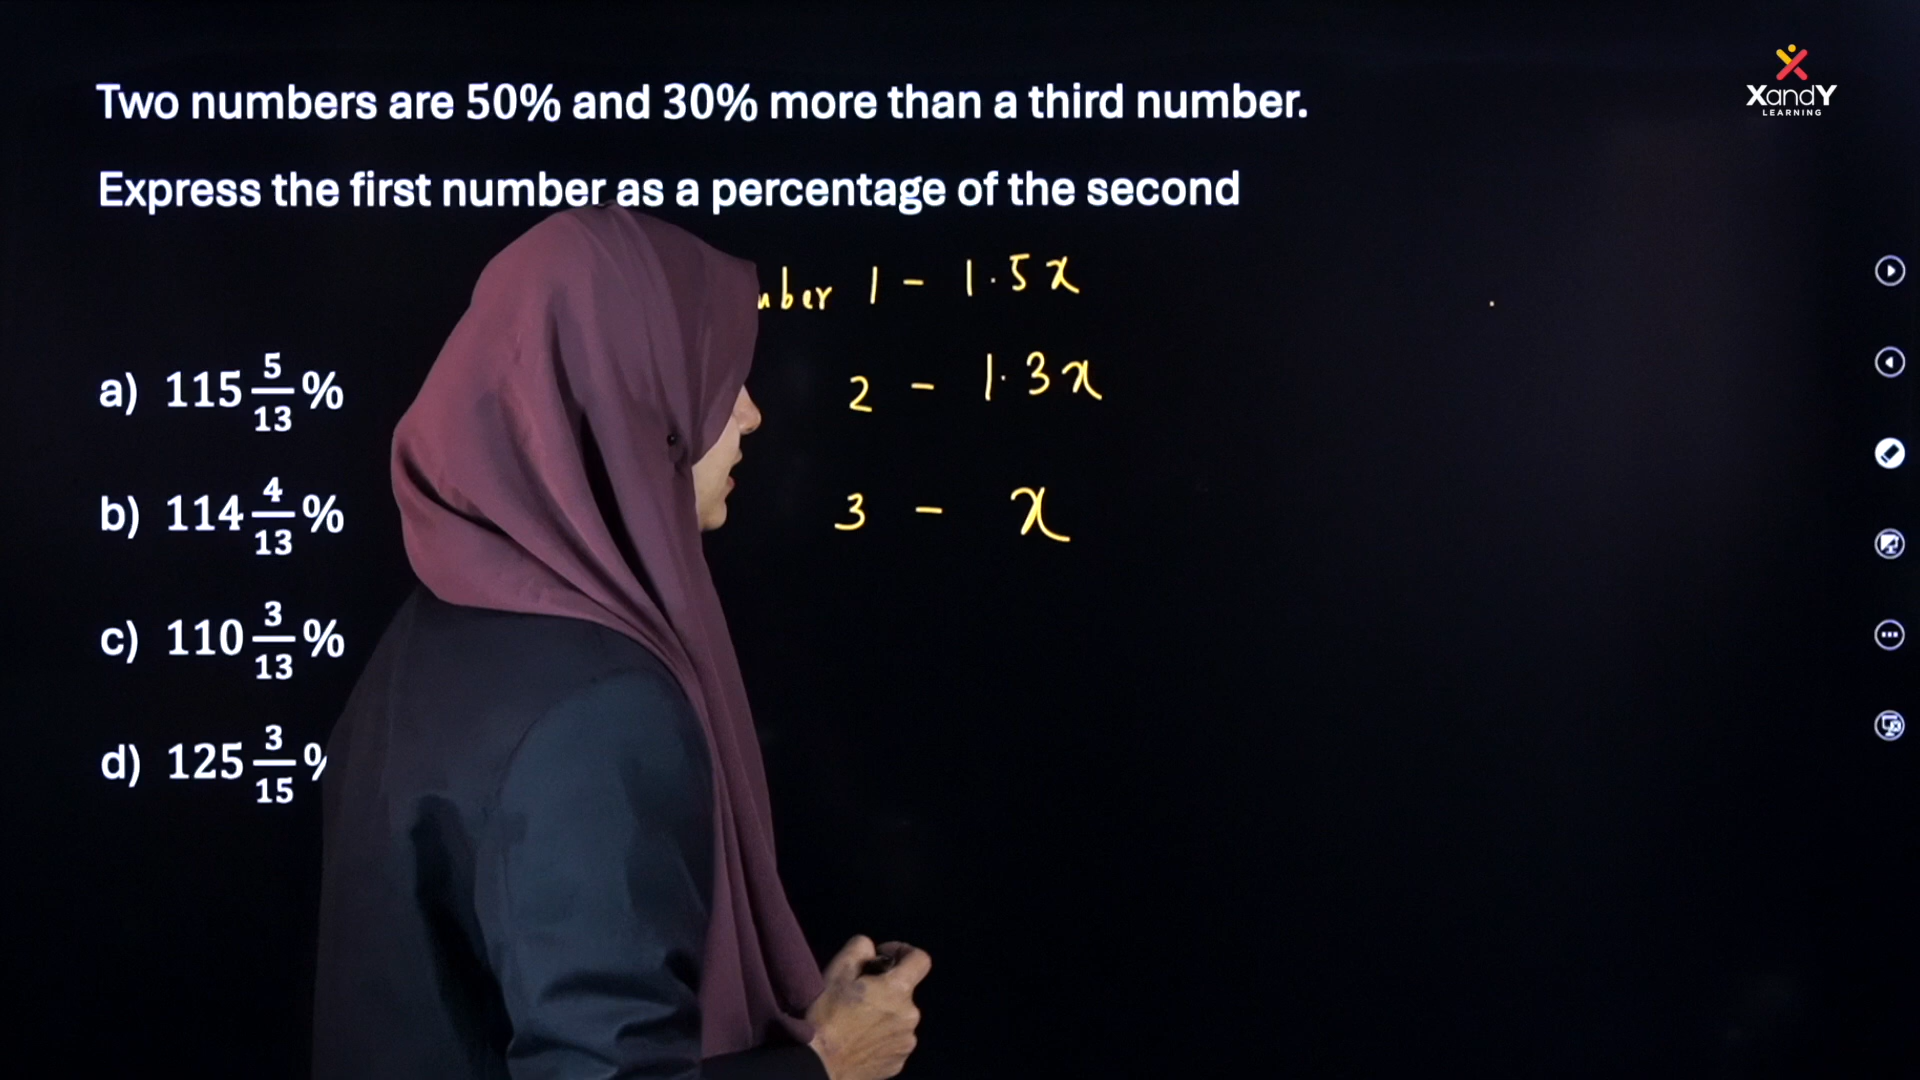 XandY
LEARNING
Two numbers are 50% and 30% more than a third number.
Express the first number as a percentage of the second
1 - 1.5x
a) 115 5/13 %
2 - 1.3x
b) 114 4/13 %
3 - x
c) 110 3/13 %
d) 125 3/15 %